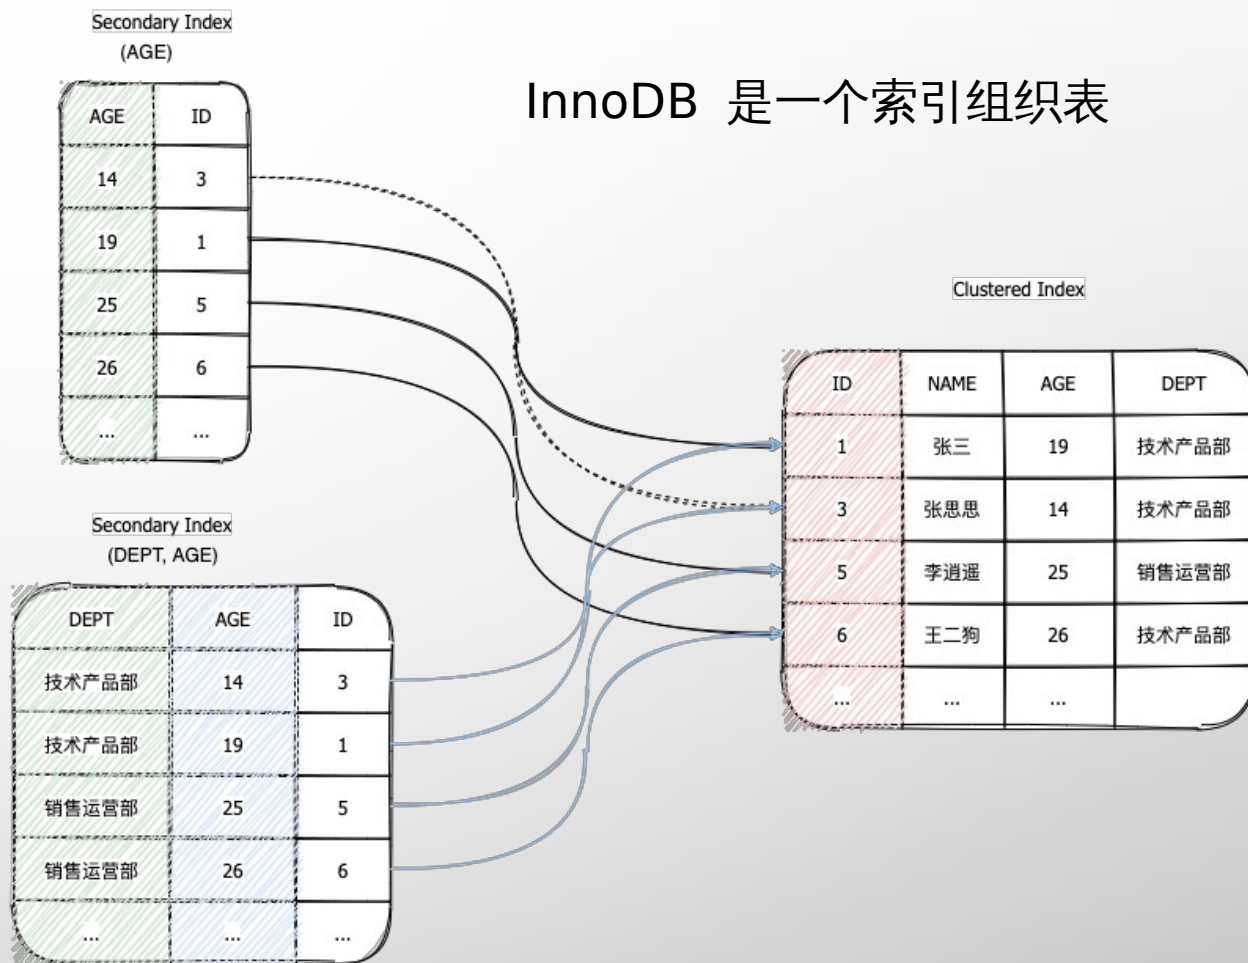 Secondary Index
(AGE)
InnoDB 是一个索引组织表
AGE ID
14 3
19 1
25 5
26 6
... ...
Clustered Index
ID NAME AGE DEPT
1 张三 19 技术产品部
3 张思思 14 技术产品部
5 李逍遥 25 销售运营部
6 王二狗 26 技术产品部
... ... ...
Secondary Index
(DEPT, AGE)
DEPT AGE ID
技术产品部 14 3
技术产品部 19 1
销售运营部 25 5
销售运营部 26 6
... ... ...